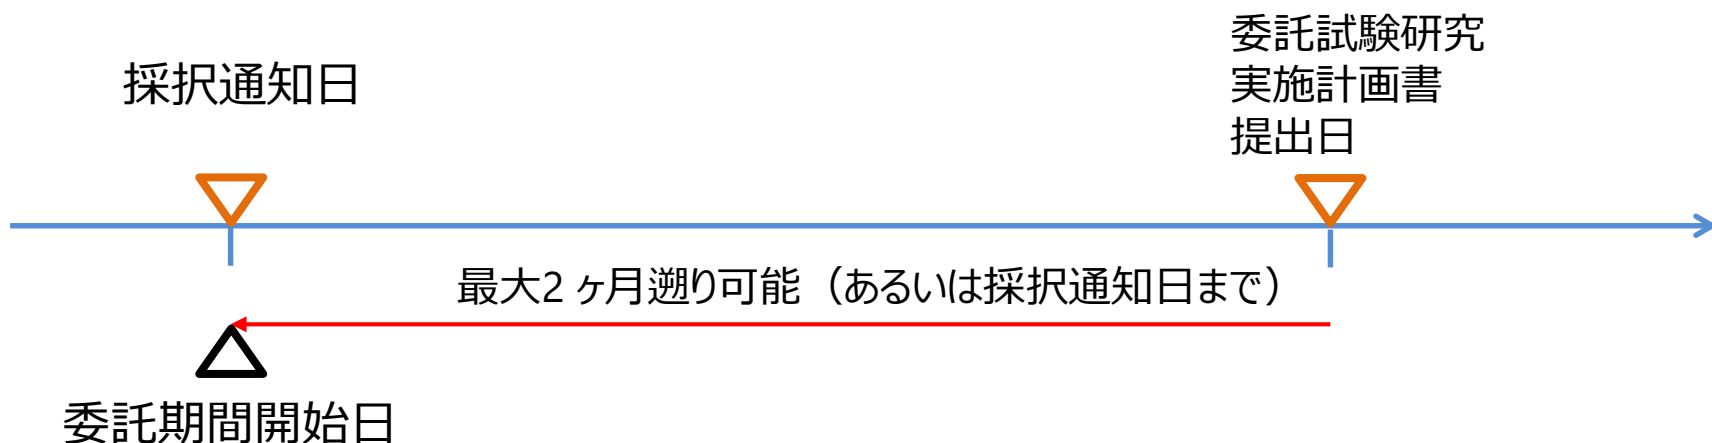 採択通知日
委託試験研究
実施計画書
提出日
最大2ヶ月遡り可能（あるいは採択通知日まで）
委託期間開始日